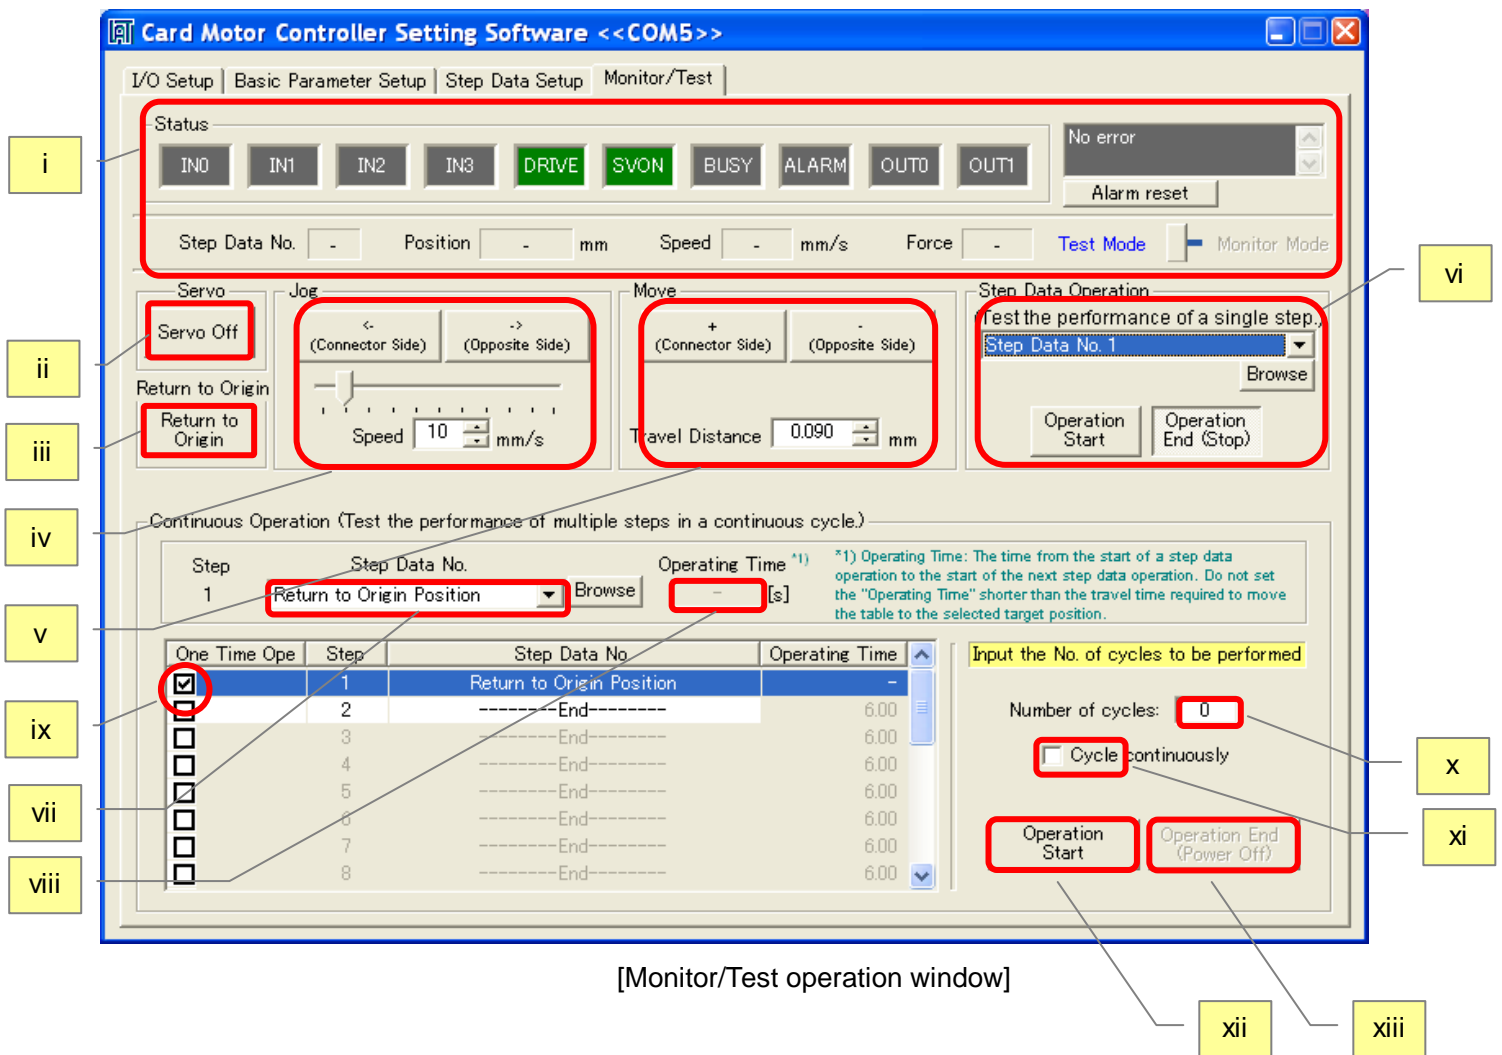 Card Motor Controller Setting Software <<COM5>>
I/O Setup
Basic Parameter Setup
Step Data Setup
Monitor/Test
i
Status
IN0
IN1
IN2
IN3
DRIVE
SVON
BUSY
ALARM
OUT0
OUT1
No error
Alarm reset
Step Data No.
-
Position
-
mm
Speed
-
mm/s
Force
-
Test Mode
Monitor Mode
vi
Servo
Servo Off
ii
Return to Origin
Return to
Origin
iii
Jog
<-
(Connector Side)
->
(Opposite Side)
Speed
10
mm/s
iv
Move
+
(Connector Side)
-
(Opposite Side)
Travel Distance
0.090
mm
v
Step Data Operation
(Test the performance of a single step.)
Step Data No. 1
Browse
Operation
Start
Operation
End (Stop)
Continuous Operation (Test the performance of multiple steps in a continuous cycle.)
Step
1
Step Data No.
Return to Origin Position
Browse
Operating Time *1)
-
[s]
*1) Operating Time: The time from the start of a step data
operation to the start of the next step data operation. Do not set
the "Operating Time" shorter than the travel time required to move
the table to the selected target position.
One Time Ope
Step
Step Data No.
Operating Time
1
Return to Origin Position
-
2
--------End--------
6.00
3
--------End--------
6.00
4
--------End--------
6.00
5
--------End--------
6.00
6
--------End--------
6.00
7
--------End--------
6.00
8
--------End--------
6.00
ix
vii
viii
Input the No. of cycles to be performed
Number of cycles:
0
Cycle continuously
x
xi
Operation
Start
Operation End
(Power Off)
[Monitor/Test operation window]
xii
xiii